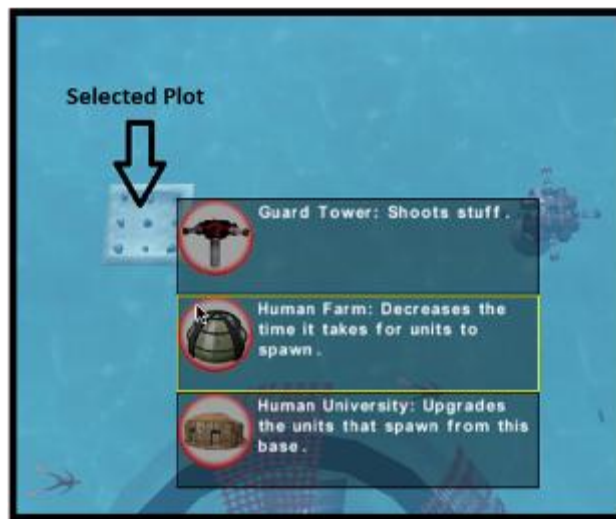 Selected Plot
Guard Tower: Shoots stuff.
Human Farm: Decreases the
time it takes for units to
spawn.
Human University: Upgrades
the units that spawn from this
base.